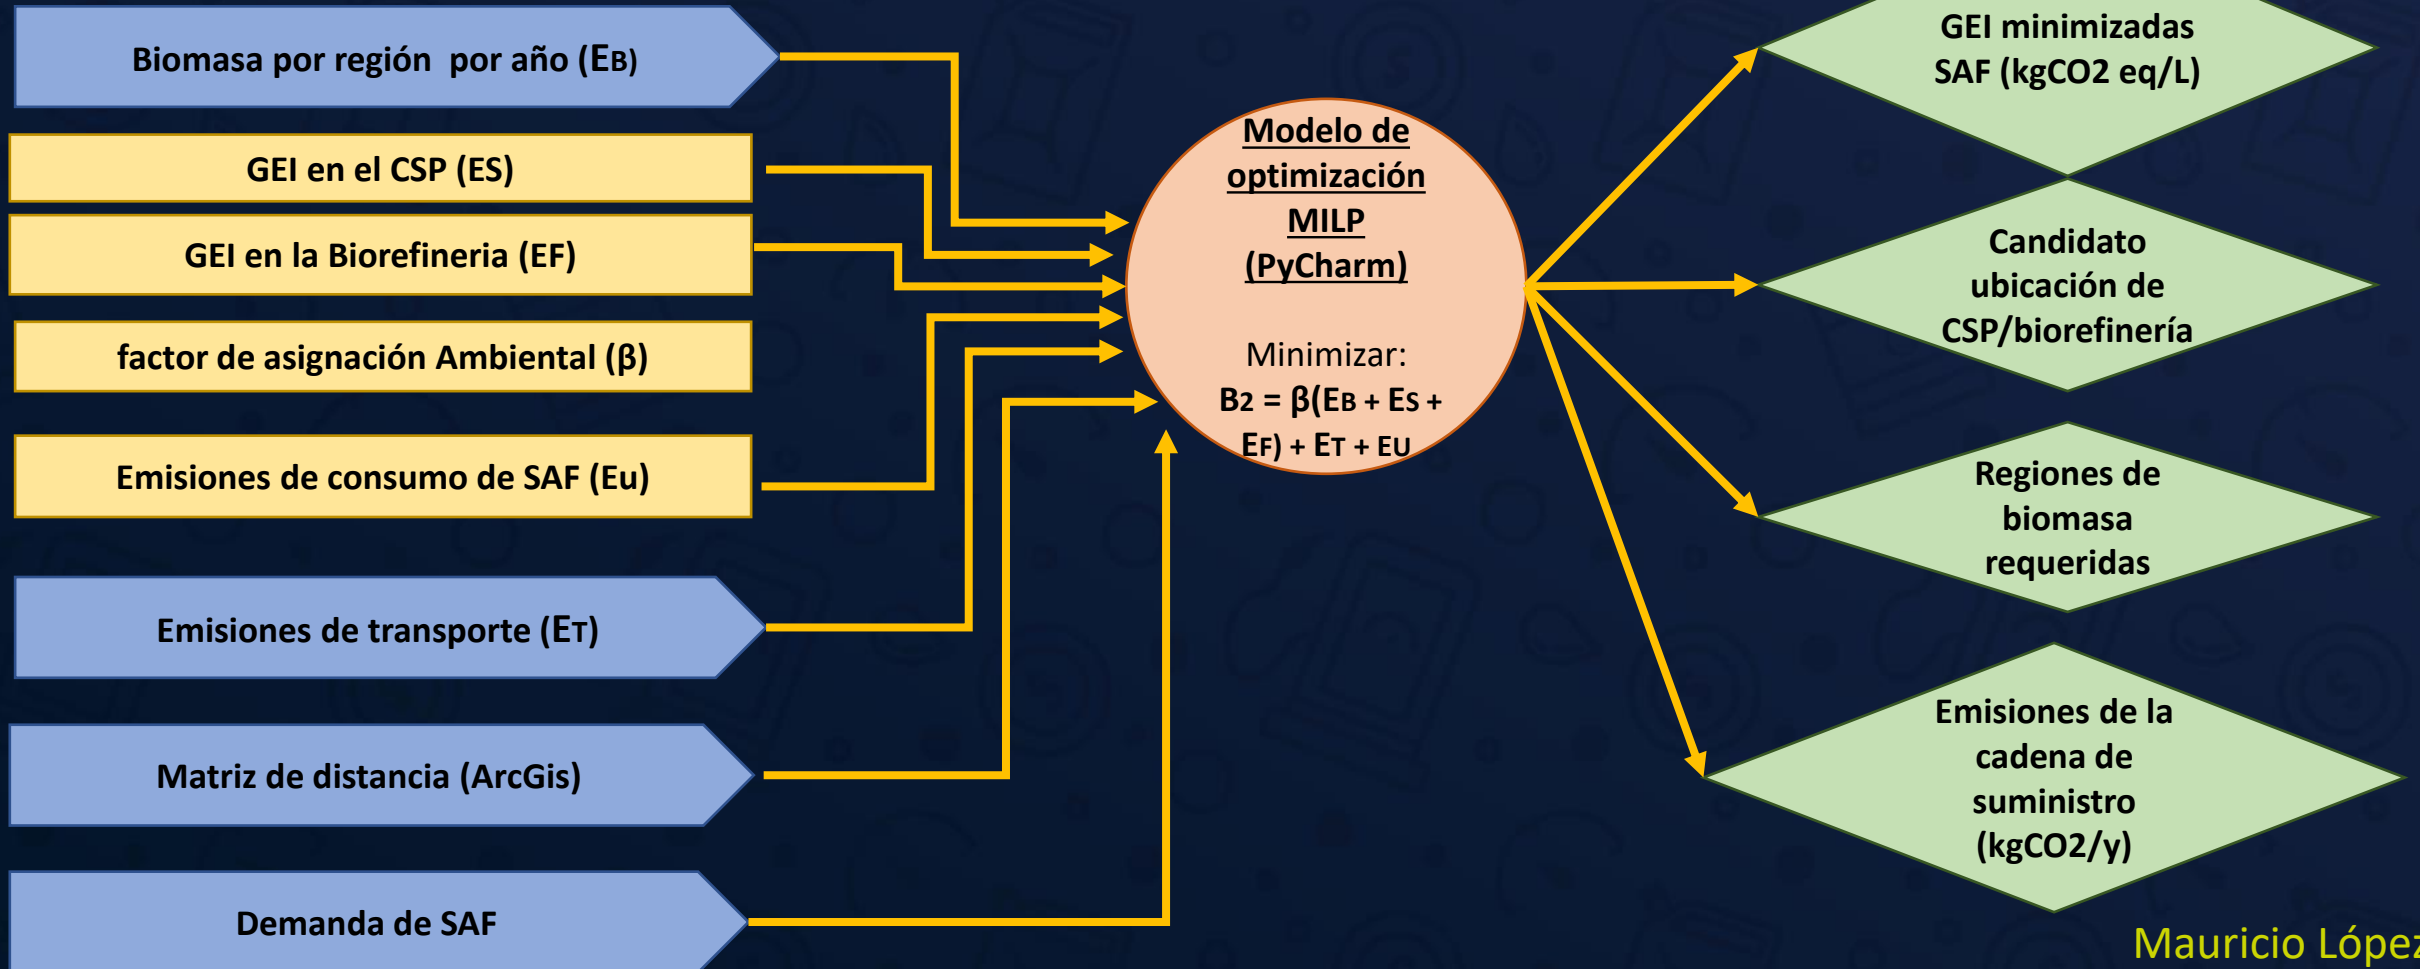 Biomasa por región por año (EB)
GEI en el CSP (ES)
GEI en la Biorefineria (EF)
factor de asignación Ambiental (β)
Emisiones de consumo de SAF (Eu)
Emisiones de transporte (ET)
Matriz de distancia (ArcGis)
Demanda de SAF
Modelo de
optimización
MILP
(PyCharm)
Minimizar:
B2 = β(EB + ES +
EF) + ET + EU
GEI minimizadas
SAF (kgCO2 eq/L)
Candidato
ubicación de
CSP/biorefinería
Regiones de
biomasa
requeridas
Emisiones de la
cadena de
suministro
(kgCO2/y)
Mauricio López